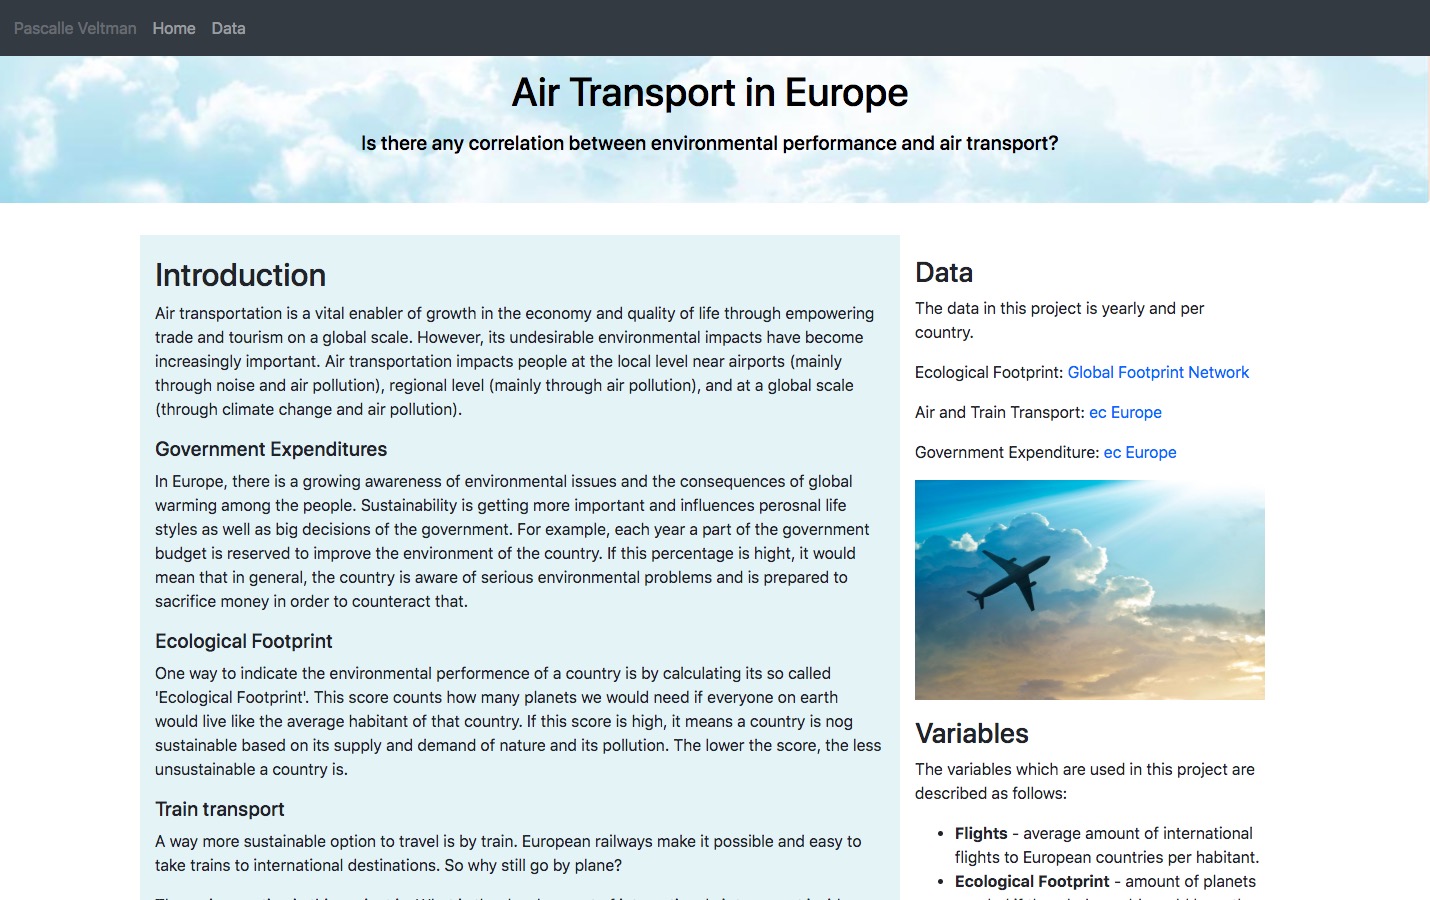 Pascalle Veltman Home Data
Air Transport in Europe
Is there any correlation between environmental performance and air transport?
Introduction
Air transportation is a vital enabler of growth in the economy and quality of life through empowering
trade and tourism on a global scale. However, its undesirable environmental impacts have become
increasingly important. Air transportation impacts people at the local level near airports (mainly
through noise and air pollution), regional level (mainly through air pollution), and at a global scale
(through climate change and air pollution).
Government Expenditures
In Europe, there is a growing awareness of environmental issues and the consequences of global
warming among the people. Sustainability is getting more important and influences perosnal life
styles as well as big decisions of the government. For example, each year a part of the government
budget is reserved to improve the environment of the country. If this percentage is hight, it would
mean that in general, the country is aware of serious environmental problems and is prepared to
sacrifice money in order to counteract that.
Ecological Footprint
One way to indicate the environmental performence of a country is by calculating its so called
'Ecological Footprint'. This score counts how many planets we would need if everyone on earth
would live like the average habitant of that country. If this score is high, it means a country is nog
sustainable based on its supply and demand of nature and its pollution. The lower the score, the less
unsustainable a country is.
Train transport
A way more sustainable option to travel is by train. European railways make it possible and easy to
take trains to international destinations. So why still go by plane?
Data
The data in this project is yearly and per
country.
Ecological Footprint: Global Footprint Network
Air and Train Transport: ec Europe
Government Expenditure: ec Europe
Variables
The variables which are used in this project are
described as follows:
• Flights - average amount of international
flights to European countries per habitant.
• Ecological Footprint - amount of planets